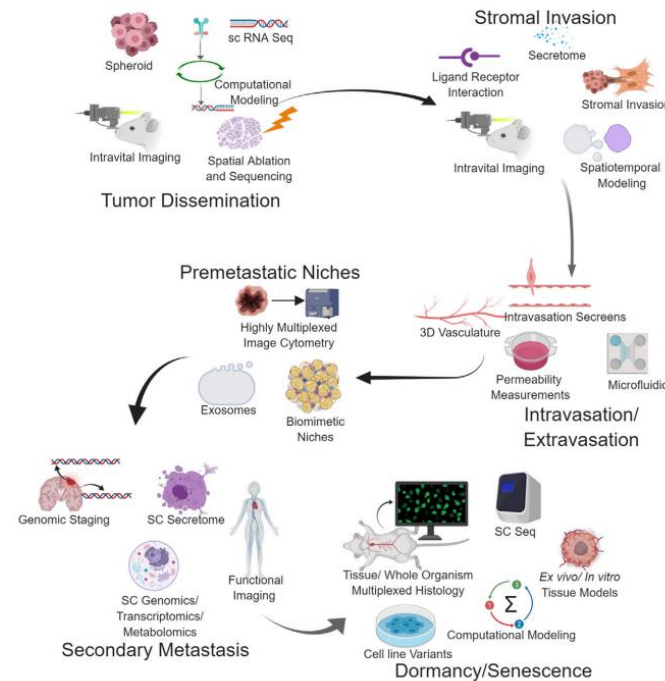 Spheroid
sc RNA Seq
Computational
Modeling
Intravital Imaging
Spatial Ablation
and Sequencing
Tumor Dissemination
Stromal Invasion
Secretome
Ligand Receptor
Interaction
Stromal Invasion
Intravital Imaging
Spatiotemporal
Modeling
Intravasation Secreens
3D Vasculature
Permeability
Measurements
Microfluidic
Intravasation/
Extravasation
Premetastatic Niches
Highly Multiplexed
Image Cytometry
Exosomes
Biomimetic
Niches
Genomic Staging
SC Secretome
SC Genomics/
Transcriptomics/
Metabolomics
Functional
Imaging
Secondary Metastasis
Tissue/ Whole Organism
Multiplexed Histology
SC Seq
Ex vivo/ In vitro
Tissue Models
3
1
Σ
2
Computational Modeling
Cell line Variants
Dormancy/Senescence